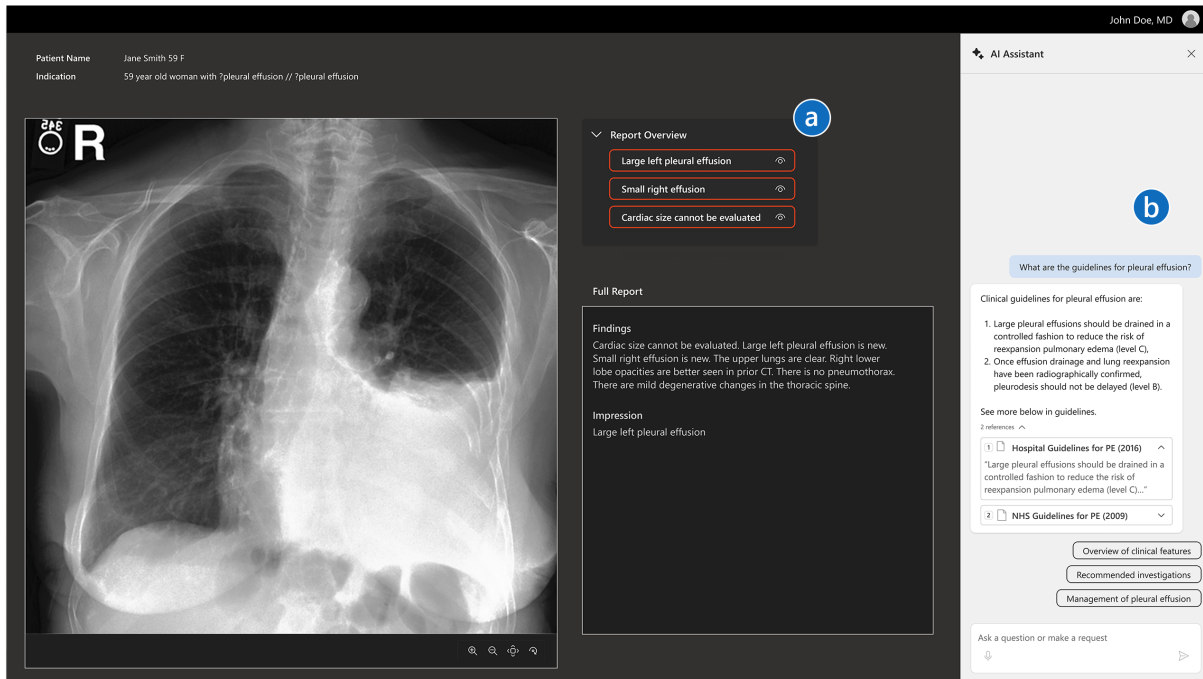 John Doe, MD
Patient Name Jane Smith 59 F
Indication 59 year old woman with ?pleural effusion // ?pleural effusion
345
R
a
Report Overview
Large left pleural effusion
Small right effusion
Cardiac size cannot be evaluated
Full Report
Findings
Cardiac size cannot be evaluated. Large left pleural effusion is new.
Small right effusion is new. The upper lungs are clear. Right lower
lobe opacities are better seen in prior CT. There is no pneumothorax.
There are mild degenerative changes in the thoracic spine.
Impression
Large left pleural effusion
AI Assistant
b
What are the guidelines for pleural effusion?
Clinical guidelines for pleural effusion are:
1. Large pleural effusions should be drained in a
controlled fashion to reduce the risk of
reexpansion pulmonary edema (level C),
2. Once effusion drainage and lung reexpansion
have been radiographically confirmed,
pleurodesis should not be delayed (level B).
See more below in guidelines.
2 references
1 Hospital Guidelines for PE (2016)
“Large pleural effusions should be drained in a
controlled fashion to reduce the risk of
reexpansion pulmonary edema (level C)...”
2 NHS Guidelines for PE (2009)
Overview of clinical features
Recommended investigations
Management of pleural effusion
Ask a question or make a request